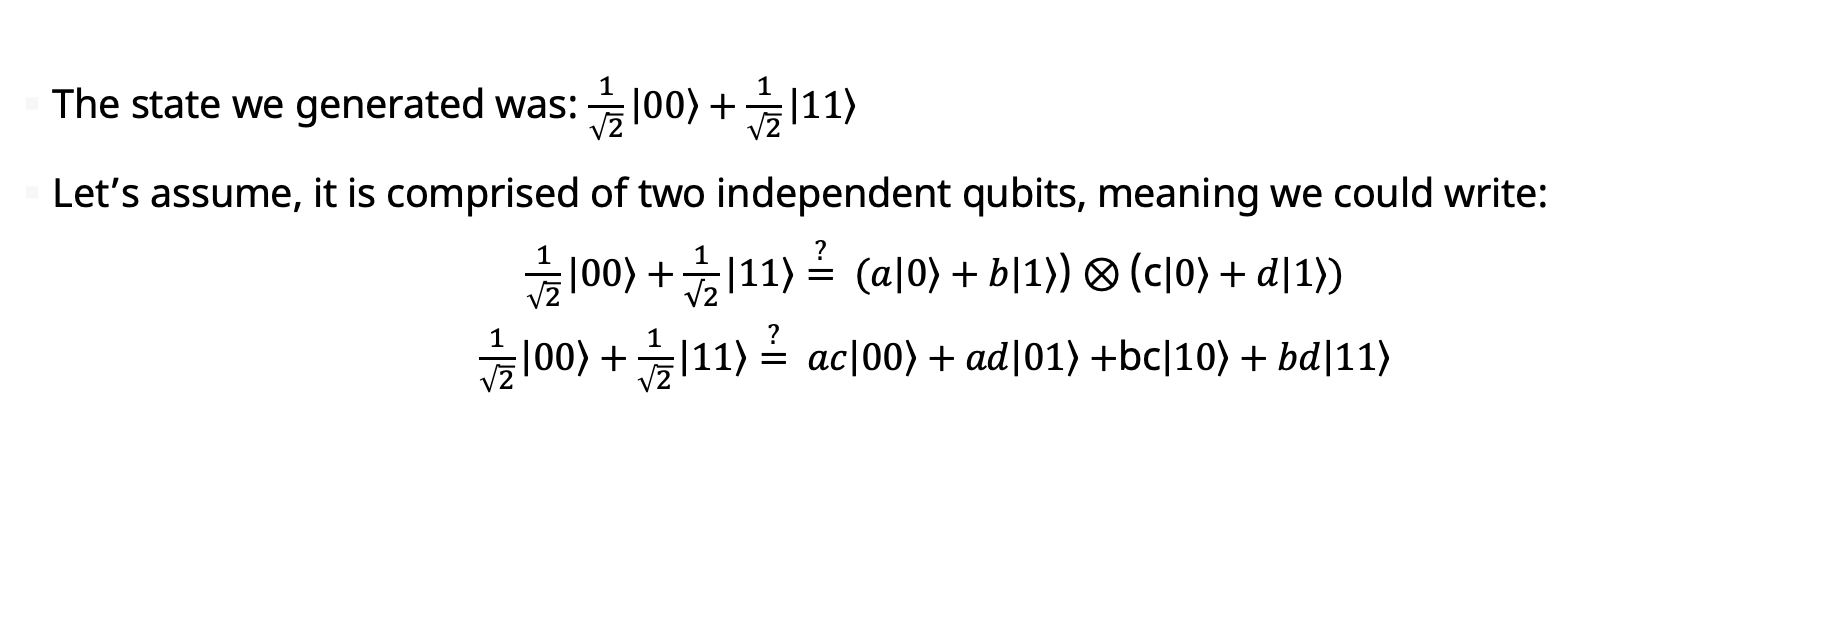 The state we generated was: 1/√2 |00⟩ + 1/√2 |11⟩
Let’s assume, it is comprised of two independent qubits, meaning we could write:
1/√2 |00⟩ + 1/√2 |11⟩ ≟ (a|0⟩ + b|1⟩) ⊗ (c|0⟩ + d|1⟩)
1/√2 |00⟩ + 1/√2 |11⟩ ≟ ac|00⟩ + ad|01⟩ +bc|10⟩ + bd|11⟩